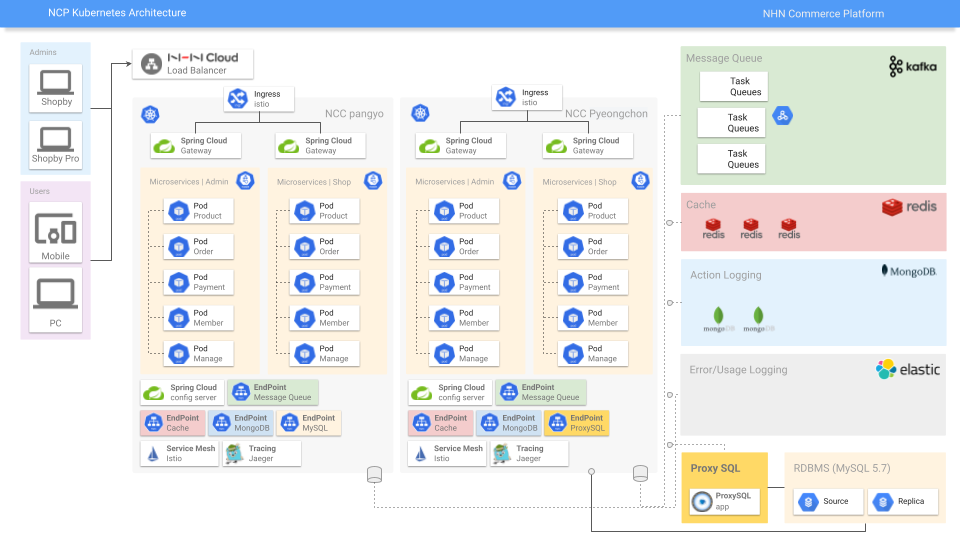 NCP Kubernetes Architecture
NHN Commerce Platform
Admins
Shopby
Shopby Pro
Users
Mobile
PC
NHN Cloud
Load Balancer
Ingress
istio
NCC pangyo
Spring Cloud
Gateway
Spring Cloud
Gateway
Microservices | Admin
Pod
Product
Pod
Order
Pod
Payment
Pod
Member
Pod
Manage
Microservices | Shop
Pod
Product
Pod
Order
Pod
Payment
Pod
Member
Pod
Manage
Spring Cloud
config server
EndPoint
Message Queue
EndPoint
Cache
EndPoint
MongoDB
EndPoint
MySQL
Service Mesh
Istio
Tracing
Jaeger
Ingress
istio
NCC Pyeongchon
Spring Cloud
Gateway
Spring Cloud
Gateway
Microservices | Admin
Pod
Product
Pod
Order
Pod
Payment
Pod
Member
Pod
Manage
Microservices | Shop
Pod
Product
Pod
Order
Pod
Payment
Pod
Member
Pod
Manage
Spring Cloud
config server
EndPoint
Message Queue
EndPoint
Cache
EndPoint
MongoDB
EndPoint
ProxySQL
Service Mesh
Istio
Tracing
Jaeger
Message Queue
kafka
Task
Queues
Task
Queues
Task
Queues
Cache
redis
redis
redis
redis
Action Logging
MongoDB.
mongoDB
mongoDB
Error/Usage Logging
elastic
Proxy SQL
ProxySQL
app
RDBMS (MySQL 5.7)
Source
Replica